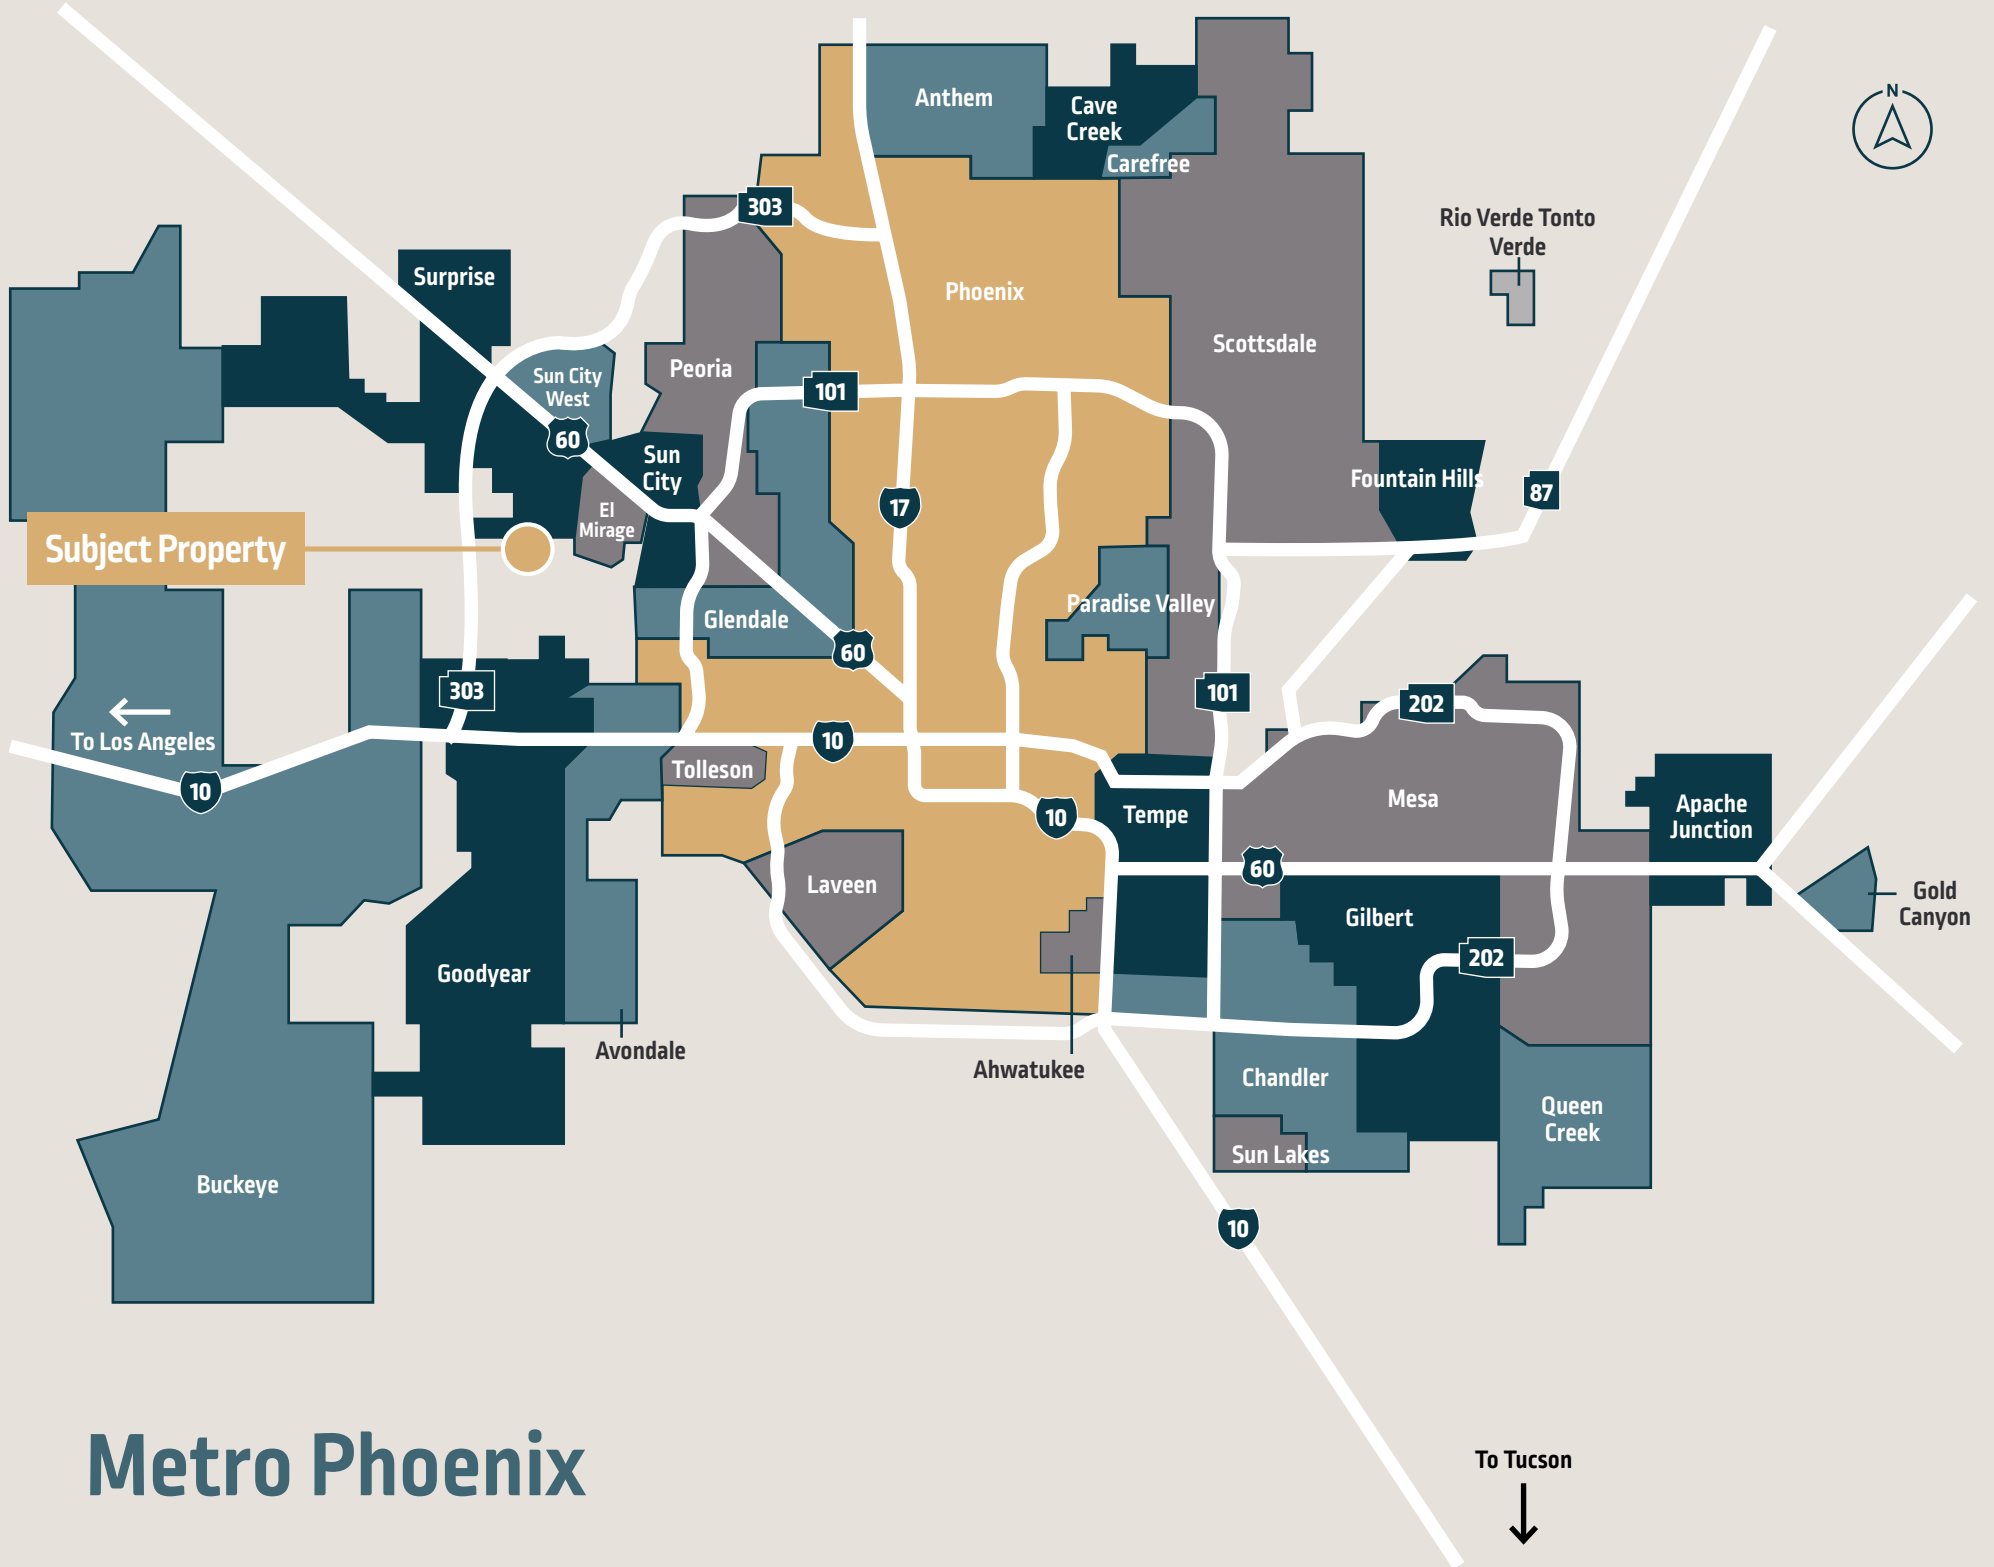 N
Anthem
Cave
Creek
Carefree
303
Rio Verde Tonto
Verde
Surprise
Phoenix
Scottsdale
Peoria
Sun City
West
101
60
Sun
City
Fountain Hills
87
17
El
Mirage
Subject Property
Paradise Valley
Glendale
60
303
101
202
To Los Angeles
10
10
Tolleson
Mesa
Apache
Junction
10
Tempe
60
Laveen
Gilbert
Gold
Canyon
202
Goodyear
Avondale
Ahwatukee
Chandler
Queen
Creek
Sun Lakes
Buckeye
10
Metro Phoenix
To Tucson